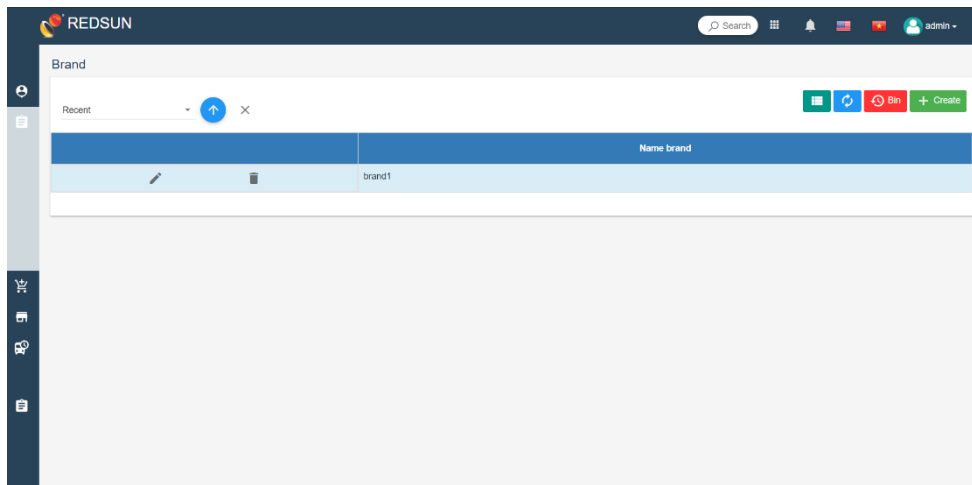 REDSUN
Search
admin
Brand
Recent
Bin
Create
Name brand
brand1